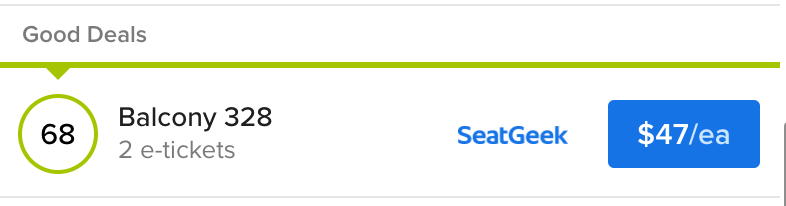 Good Deals
68
Balcony 328
2 e-tickets
SeatGeek
$47/ea